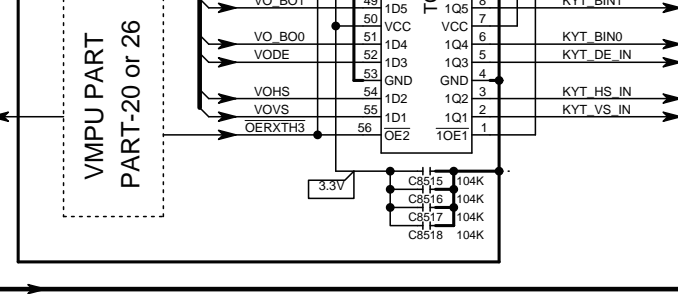 VO_BO1 49 1D5 1Q5 8 KYT_BIN1
50 VCC VCC 7
VO_BO0 51 1D4 1Q4 6 KYT_BIN0
VODE 52 1D3 1Q3 5 KYT_DE_IN
53 GND GND 4
VOHS 54 1D2 1Q2 3 KYT_HS_IN
VOVS 55 1D1 1Q1 2 KYT_VS_IN
OERXTH3 56 OE2 1OE1 1
VMPU PART
PART-20 or 26
3.3V
C8515 104K
C8516 104K
C8517 104K
C8518 104K